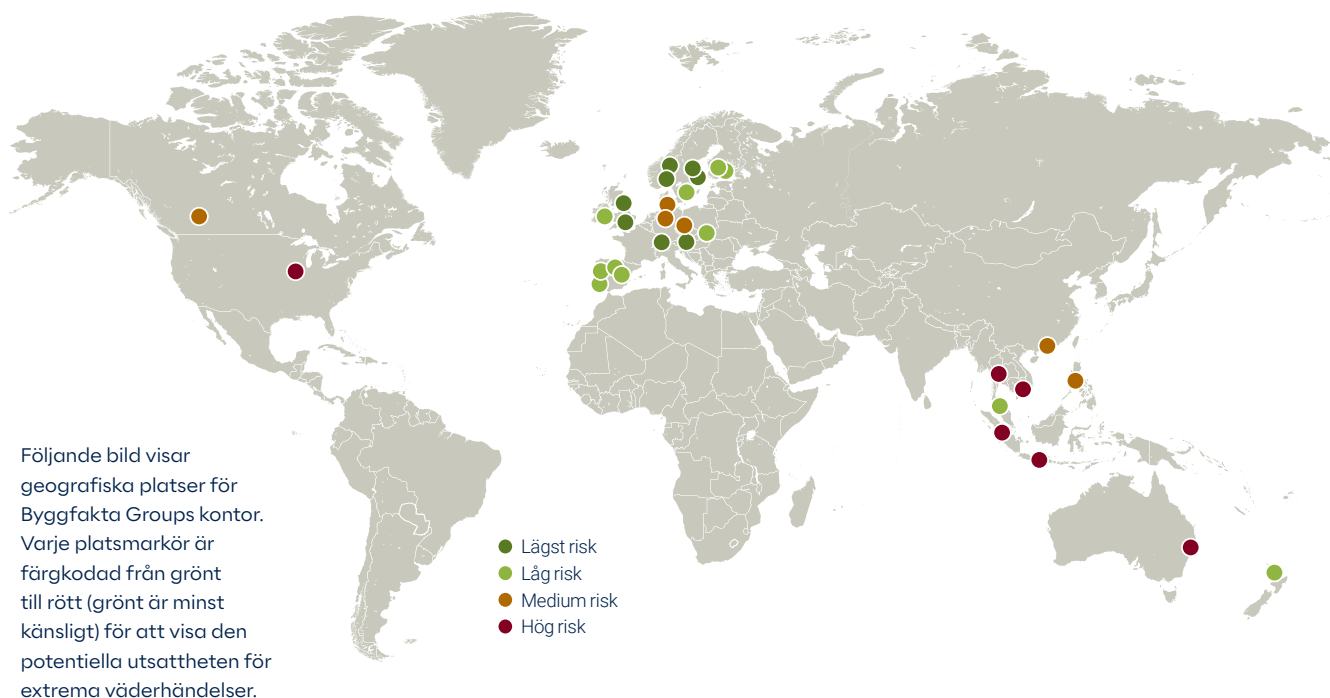 Följande bild visar
geografiska platser för
Byggfakta Groups kontor.
Varje platsmarkör är
färgkodad från grönt
till rött (grönt är minst
känsligt) för att visa den
potentiella utsattheten för
extrema väderhändelser.
Lägst risk
Låg risk
Medium risk
Hög risk